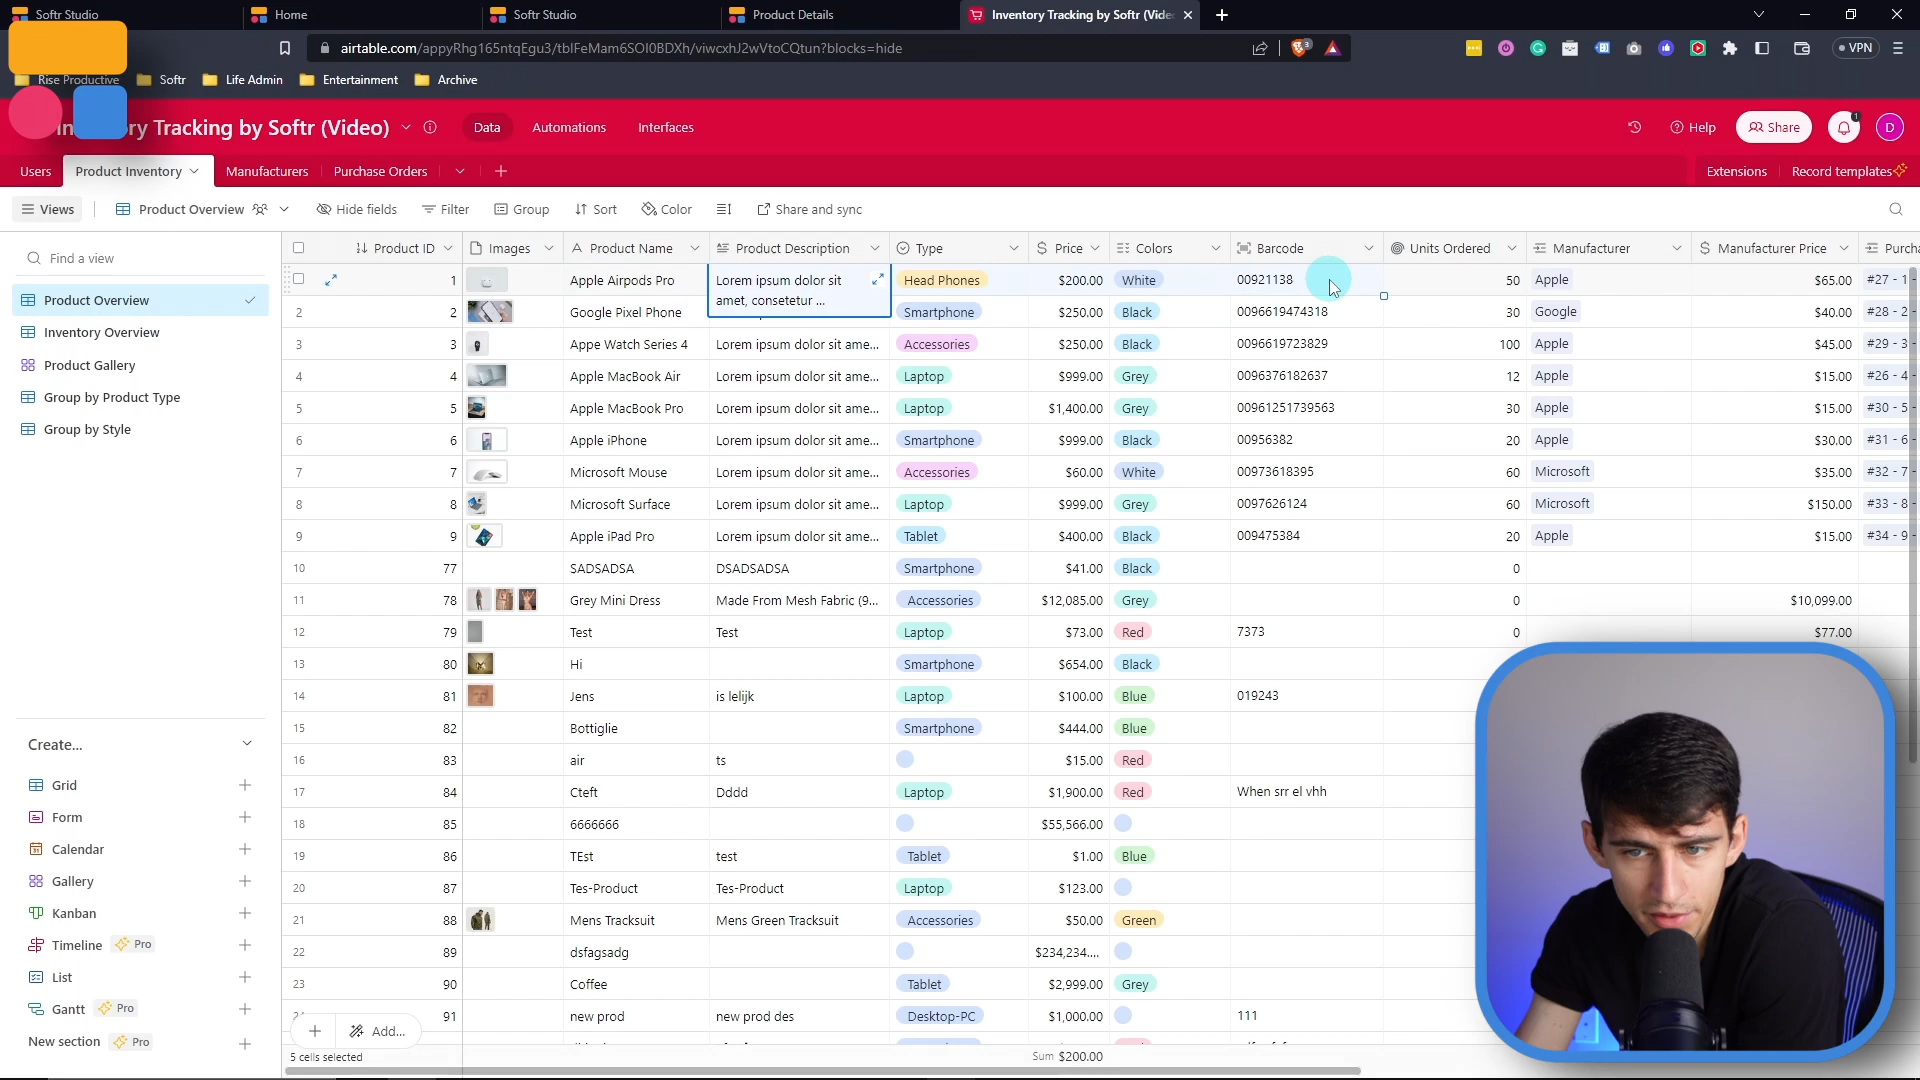 Softr Studio
Home
Softr Studio
Product Details
Inventory Tracking by Softr (Vide
airtable.com/appyRhg165ntqEgu3/tblFeMam6SOI0BDXh/viwcxhJ2wVtoCQtun?blocks=hide
VPN
Rise Productive
Softr
Life Admin
Entertainment
Archive
ry Tracking by Softr (Video)
Data
Automations
Interfaces
Help
Share
1
D
Users
Product Inventory
Manufacturers
Purchase Orders
Extensions
Record templates
Views
Product Overview
Hide fields
Filter
Group
Sort
Color
Share and sync
Find a view
Product Overview
Inventory Overview
Product Gallery
Group by Product Type
Group by Style
Create...
Grid
Form
Calendar
Gallery
Kanban
Timeline Pro
List
Gantt Pro
New section Pro
Product ID Images Product Name Product Description Type Price Colors Barcode Units Ordered Manufacturer Manufacturer Price Purcha
1 Apple Airpods Pro Lorem ipsum dolor sit Head Phones $200.00 White 00921138 50 Apple $65.00 #27 - 1 -
amet, consetetur ...
2 2 Google Pixel Phone Smartphone $250.00 Black 0096619474318 30 Google $40.00 #28 - 2 -
3 3 Appe Watch Series 4 Lorem ipsum dolor sit ame... Accessories $250.00 Black 0096619723829 100 Apple $45.00 #29 - 3 -
4 4 Apple MacBook Air Lorem ipsum dolor sit ame... Laptop $999.00 Grey 0096376182637 12 Apple $15.00 #26 - 4 -
5 5 Apple MacBook Pro Lorem ipsum dolor sit ame... Laptop $1,400.00 Grey 00961251739563 30 Apple $15.00 #30 - 5 -
6 6 Apple iPhone Lorem ipsum dolor sit ame... Smartphone $999.00 Black 00956382 20 Apple $30.00 #31 - 6 -
7 7 Microsoft Mouse Lorem ipsum dolor sit ame... Accessories $60.00 White 00973618395 60 Microsoft $35.00 #32 - 7 -
8 8 Microsoft Surface Lorem ipsum dolor sit ame... Laptop $999.00 Grey 0097626124 60 Microsoft $150.00 #33 - 8 -
9 9 Apple iPad Pro Lorem ipsum dolor sit ame... Tablet $400.00 Black 009475384 20 Apple $15.00 #34 - 9 -
10 77 SADSADSA DSADSADSA Smartphone $41.00 Black 0
11 78 Grey Mini Dress Made From Mesh Fabric (9... Accessories $12,085.00 Grey 0 $10,099.00
12 79 Test Test Laptop $73.00 Red 7373 0 $77.00
13 80 Hi Smartphone $654.00 Black
14 81 Jens is lelijk Laptop $100.00 Blue 019243
15 82 Bottiglie Smartphone $444.00 Blue
16 83 air ts $15.00 Red
17 84 Cteft Dddd Laptop $1,900.00 Red When srr el vhh
18 85 6666666 $55,566.00
19 86 TEst test Tablet $1.00 Blue
20 87 Tes-Product Tes-Product Laptop $123.00
21 88 Mens Tracksuit Mens Green Tracksuit Accessories $50.00 Green
22 89 dsfagsadg $234,234....
23 90 Coffee Tablet $2,999.00 Grey
91 new prod new prod des Desktop-PC $1,000.00 111
Add...
5 cells selected
Sum $200.00